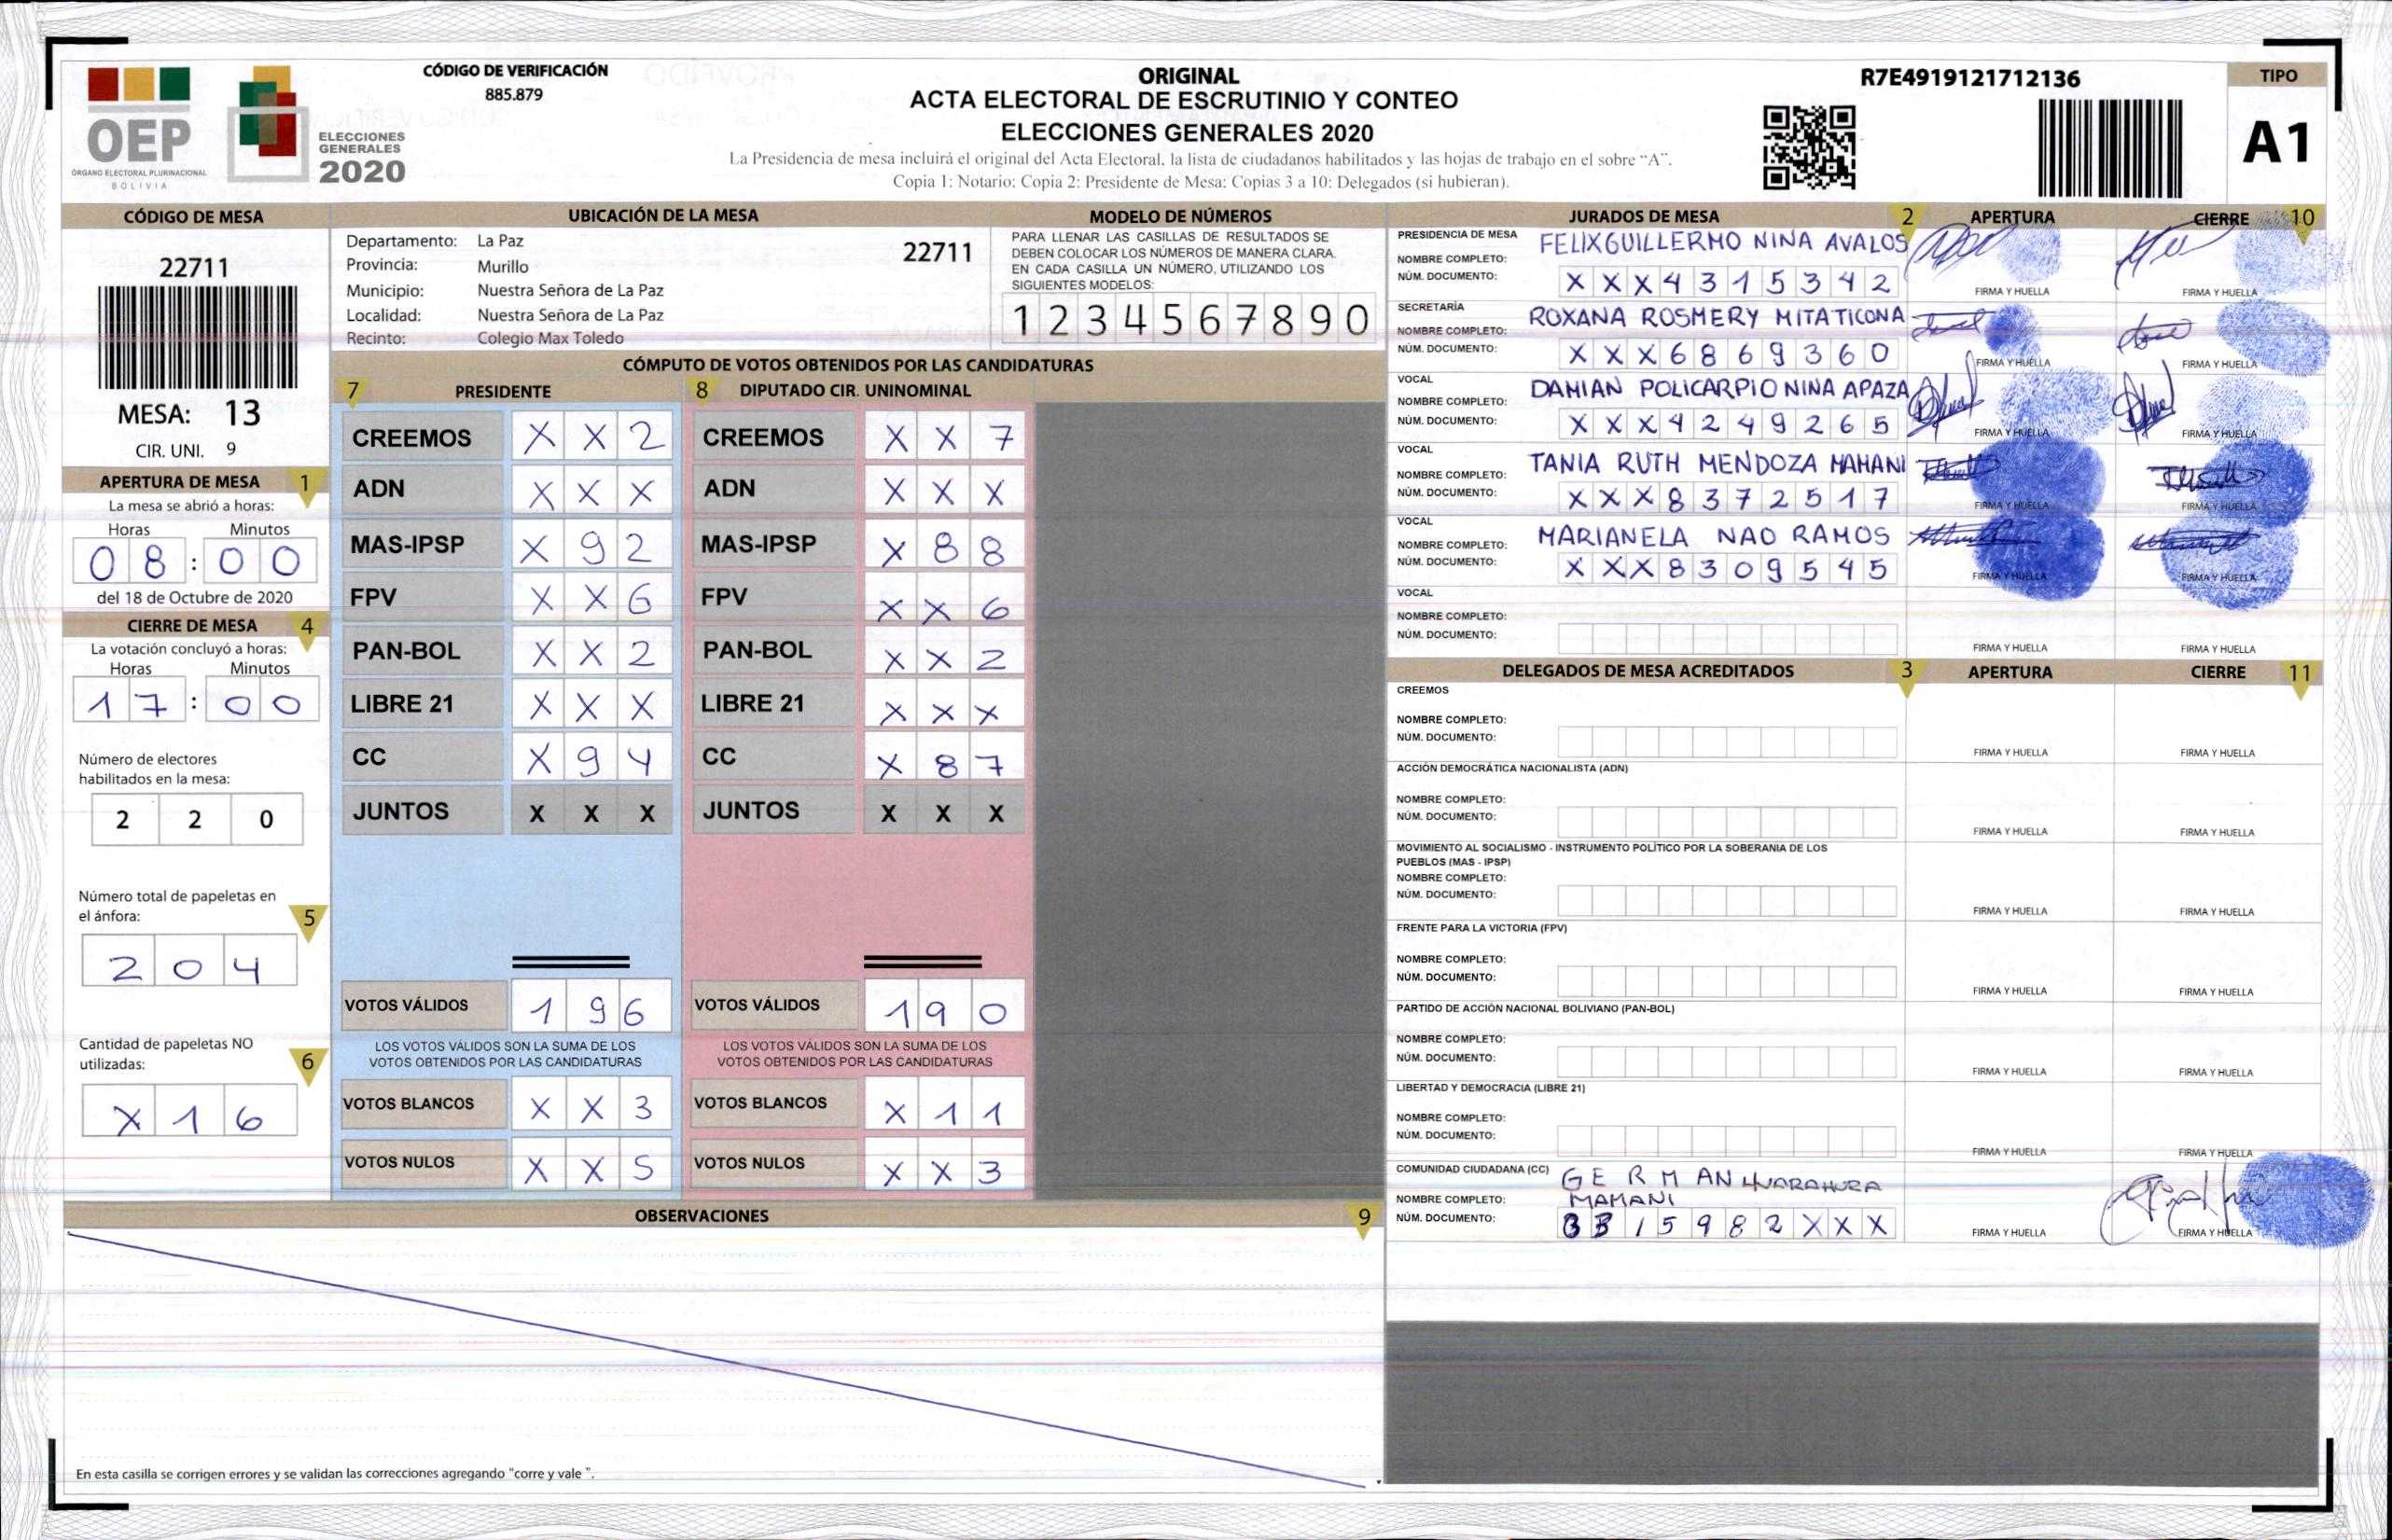 OEP
ÓRGANO ELECTORAL PLURINACIONAL
BOLIVIA
ELECCIONES
GENERALES
2020
CÓDIGO DE VERIFICACIÓN
885.879
ORIGINAL
ACTA ELECTORAL DE ESCRUTINIO Y CONTEO
ELECCIONES GENERALES 2020
La Presidencia de mesa incluirá el original del Acta Electoral, la lista de ciudadanos habilitados y las hojas de trabajo en el sobre "A".
Copia 1: Notario; Copia 2: Presidente de Mesa; Copias 3 a 10: Delegados (si hubieran).
R7E4919121712136
TIPO
A1
CÓDIGO DE MESA
22711
MESA: 13
CIR. UNI. 9
APERTURA DE MESA 1
La mesa se abrió a horas:
Horas Minutos
08:00
del 18 de Octubre de 2020
CIERRE DE MESA 4
La votación concluyó a horas:
Horas Minutos
17:00
Número de electores
habilitados en la mesa:
2 2 0
Número total de papeletas en
el ánfora: 5
2 0 4
Cantidad de papeletas NO
utilizadas: 6
X 1 6
UBICACIÓN DE LA MESA
Departamento: La Paz 22711
Provincia: Murillo
Municipio: Nuestra Señora de La Paz
Localidad: Nuestra Señora de La Paz
Recinto: Colegio Max Toledo
MODELO DE NÚMEROS
PARA LLENAR LAS CASILLAS DE RESULTADOS SE
DEBEN COLOCAR LOS NÚMEROS DE MANERA CLARA.
EN CADA CASILLA UN NÚMERO, UTILIZANDO LOS
SIGUIENTES MODELOS:
1 2 3 4 5 6 7 8 9 0
CÓMPUTO DE VOTOS OBTENIDOS POR LAS CANDIDATURAS
7 PRESIDENTE
CREEMOS X X 2
ADN X X X
MAS-IPSP X 9 2
FPV X X 6
PAN-BOL X X 2
LIBRE 21 X X X
CC X 9 4
JUNTOS X X X
VOTOS VÁLIDOS 1 9 6
LOS VOTOS VÁLIDOS SON LA SUMA DE LOS
VOTOS OBTENIDOS POR LAS CANDIDATURAS
VOTOS BLANCOS X X 3
VOTOS NULOS X X 5
8 DIPUTADO CIR. UNINOMINAL
CREEMOS X X 7
ADN X X X
MAS-IPSP X 8 8
FPV X X 6
PAN-BOL X X 2
LIBRE 21 X X X
CC X 8 7
JUNTOS X X X
VOTOS VÁLIDOS 1 9 0
LOS VOTOS VÁLIDOS SON LA SUMA DE LOS
VOTOS OBTENIDOS POR LAS CANDIDATURAS
VOTOS BLANCOS X 1 1
VOTOS NULOS X X 3
OBSERVACIONES 9
En esta casilla se corrigen errores y se validan las correcciones agregando "corre y vale ".
JURADOS DE MESA 2 APERTURA CIERRE 10
PRESIDENCIA DE MESA
NOMBRE COMPLETO: FELIX GUILLERMO NINA AVALOS
NÚM. DOCUMENTO: X X X 4 3 1 5 3 4 2
FIRMA Y HUELLA FIRMA Y HUELLA
SECRETARÍA
NOMBRE COMPLETO: ROXANA ROSMERY MITA TICONA
NÚM. DOCUMENTO: X X X 6 8 6 9 3 6 0
FIRMA Y HUELLA FIRMA Y HUELLA
VOCAL
NOMBRE COMPLETO: DAMIAN POLICARPIO NINA APAZA
NÚM. DOCUMENTO: X X X 4 2 4 9 2 6 5
FIRMA Y HUELLA FIRMA Y HUELLA
VOCAL
NOMBRE COMPLETO: TANIA RUTH MENDOZA MAMANI
NÚM. DOCUMENTO: X X X 8 3 7 2 5 1 7
FIRMA Y HUELLA FIRMA Y HUELLA
VOCAL
NOMBRE COMPLETO: MARIANELA NAO RAMOS
NÚM. DOCUMENTO: X X X 8 3 0 9 5 4 5
FIRMA Y HUELLA FIRMA Y HUELLA
VOCAL
NOMBRE COMPLETO:
NÚM. DOCUMENTO:
FIRMA Y HUELLA FIRMA Y HUELLA
DELEGADOS DE MESA ACREDITADOS 3 APERTURA CIERRE 11
CREEMOS
NOMBRE COMPLETO:
NÚM. DOCUMENTO:
FIRMA Y HUELLA FIRMA Y HUELLA
ACCIÓN DEMOCRÁTICA NACIONALISTA (ADN)
NOMBRE COMPLETO:
NÚM. DOCUMENTO:
FIRMA Y HUELLA FIRMA Y HUELLA
MOVIMIENTO AL SOCIALISMO - INSTRUMENTO POLÍTICO POR LA SOBERANIA DE LOS
PUEBLOS (MAS - IPSP)
NOMBRE COMPLETO:
NÚM. DOCUMENTO:
FIRMA Y HUELLA FIRMA Y HUELLA
FRENTE PARA LA VICTORIA (FPV)
NOMBRE COMPLETO:
NÚM. DOCUMENTO:
FIRMA Y HUELLA FIRMA Y HUELLA
PARTIDO DE ACCIÓN NACIONAL BOLIVIANO (PAN-BOL)
NOMBRE COMPLETO:
NÚM. DOCUMENTO:
FIRMA Y HUELLA FIRMA Y HUELLA
LIBERTAD Y DEMOCRACIA (LIBRE 21)
NOMBRE COMPLETO:
NÚM. DOCUMENTO:
FIRMA Y HUELLA FIRMA Y HUELLA
COMUNIDAD CIUDADANA (CC) GERMAN
NOMBRE COMPLETO: MAMANI
NÚM. DOCUMENTO: 3 3 1 5 9 8 2 X X X
FIRMA Y HUELLA FIRMA Y HUELLA